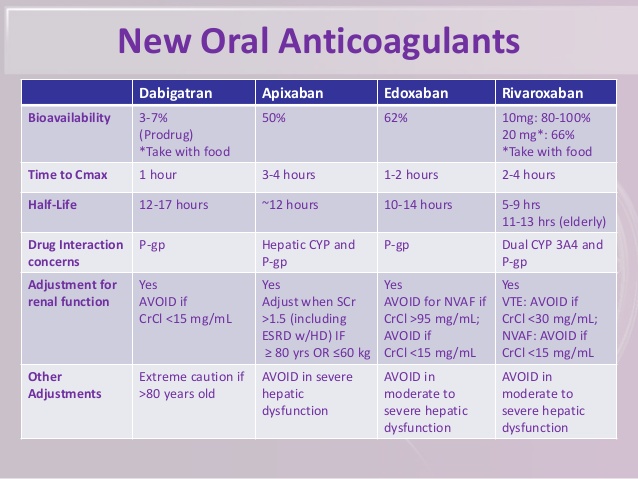 New Oral Anticoagulants
Dabigatran Apixaban Edoxaban Rivaroxaban
Bioavailability
3-7%
(Prodrug)
*Take with food
50%
62%
10mg: 80-100%
20 mg*: 66%
*Take with food
Time to Cmax
1 hour
3-4 hours
1-2 hours
2-4 hours
Half-Life
12-17 hours
~12 hours
10-14 hours
5-9 hrs
11-13 hrs (elderly)
Drug Interaction
concerns
P-gp
Hepatic CYP and
P-gp
P-gp
Dual CYP 3A4 and
P-gp
Adjustment for
renal function
Yes
AVOID if
CrCl <15 mg/mL
Yes
Adjust when SCr
>1.5 (including
ESRD w/HD) IF
≥ 80 yrs OR ≤60 kg
Yes
AVOID for NVAF if
CrCl >95 mg/mL;
AVOID if
CrCl <15 mg/mL
Yes
VTE: AVOID if
CrCl <30 mg/mL;
NVAF: AVOID if
CrCl <15 mg/mL
Other
Adjustments
Extreme caution if
>80 years old
AVOID in severe
hepatic
dysfunction
AVOID in
moderate to
severe hepatic
dysfunction
AVOID in
moderate to
severe hepatic
dysfunction